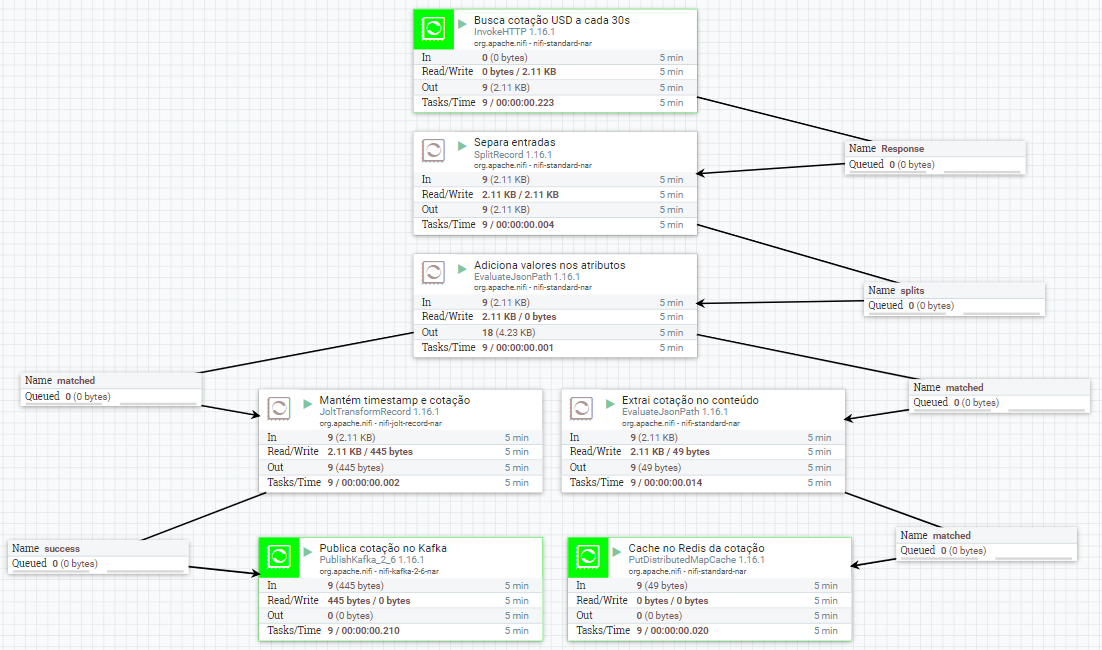 Busca cotação USD a cada 30s
InvokeHTTP 1.16.1
org.apache.nifi - nifi-standard-nar
In 0 (0 bytes) 5 min
Read/Write 0 bytes / 2.11 KB 5 min
Out 9 (2.11 KB) 5 min
Tasks/Time 9 / 00:00:00.223 5 min
Name Response
Queued 0 (0 bytes)
Separa entradas
SplitRecord 1.16.1
org.apache.nifi - nifi-standard-nar
In 9 (2.11 KB) 5 min
Read/Write 2.11 KB / 2.11 KB 5 min
Out 9 (2.11 KB) 5 min
Tasks/Time 9 / 00:00:00.004 5 min
Name splits
Queued 0 (0 bytes)
Adiciona valores nos atributos
EvaluateJsonPath 1.16.1
org.apache.nifi - nifi-standard-nar
In 9 (2.11 KB) 5 min
Read/Write 2.11 KB / 0 bytes 5 min
Out 18 (4.23 KB) 5 min
Tasks/Time 9 / 00:00:00.001 5 min
Name matched
Queued 0 (0 bytes)
Name matched
Queued 0 (0 bytes)
Mantém timestamp e cotação
JoltTransformRecord 1.16.1
org.apache.nifi - nifi-jolt-record-nar
In 9 (2.11 KB) 5 min
Read/Write 2.11 KB / 445 bytes 5 min
Out 9 (445 bytes) 5 min
Tasks/Time 9 / 00:00:00.002 5 min
Extrai cotação no conteúdo
EvaluateJsonPath 1.16.1
org.apache.nifi - nifi-standard-nar
In 9 (2.11 KB) 5 min
Read/Write 2.11 KB / 49 bytes 5 min
Out 9 (49 bytes) 5 min
Tasks/Time 9 / 00:00:00.014 5 min
Name success
Queued 0 (0 bytes)
Name matched
Queued 0 (0 bytes)
Publica cotação no Kafka
PublishKafka_2_6 1.16.1
org.apache.nifi - nifi-kafka-2-6-nar
In 9 (445 bytes) 5 min
Read/Write 445 bytes / 0 bytes 5 min
Out 0 (0 bytes) 5 min
Tasks/Time 9 / 00:00:00.210 5 min
Cache no Redis da cotação
PutDistributedMapCache 1.16.1
org.apache.nifi - nifi-standard-nar
In 9 (49 bytes) 5 min
Read/Write 0 bytes / 0 bytes 5 min
Out 0 (0 bytes) 5 min
Tasks/Time 9 / 00:00:00.020 5 min